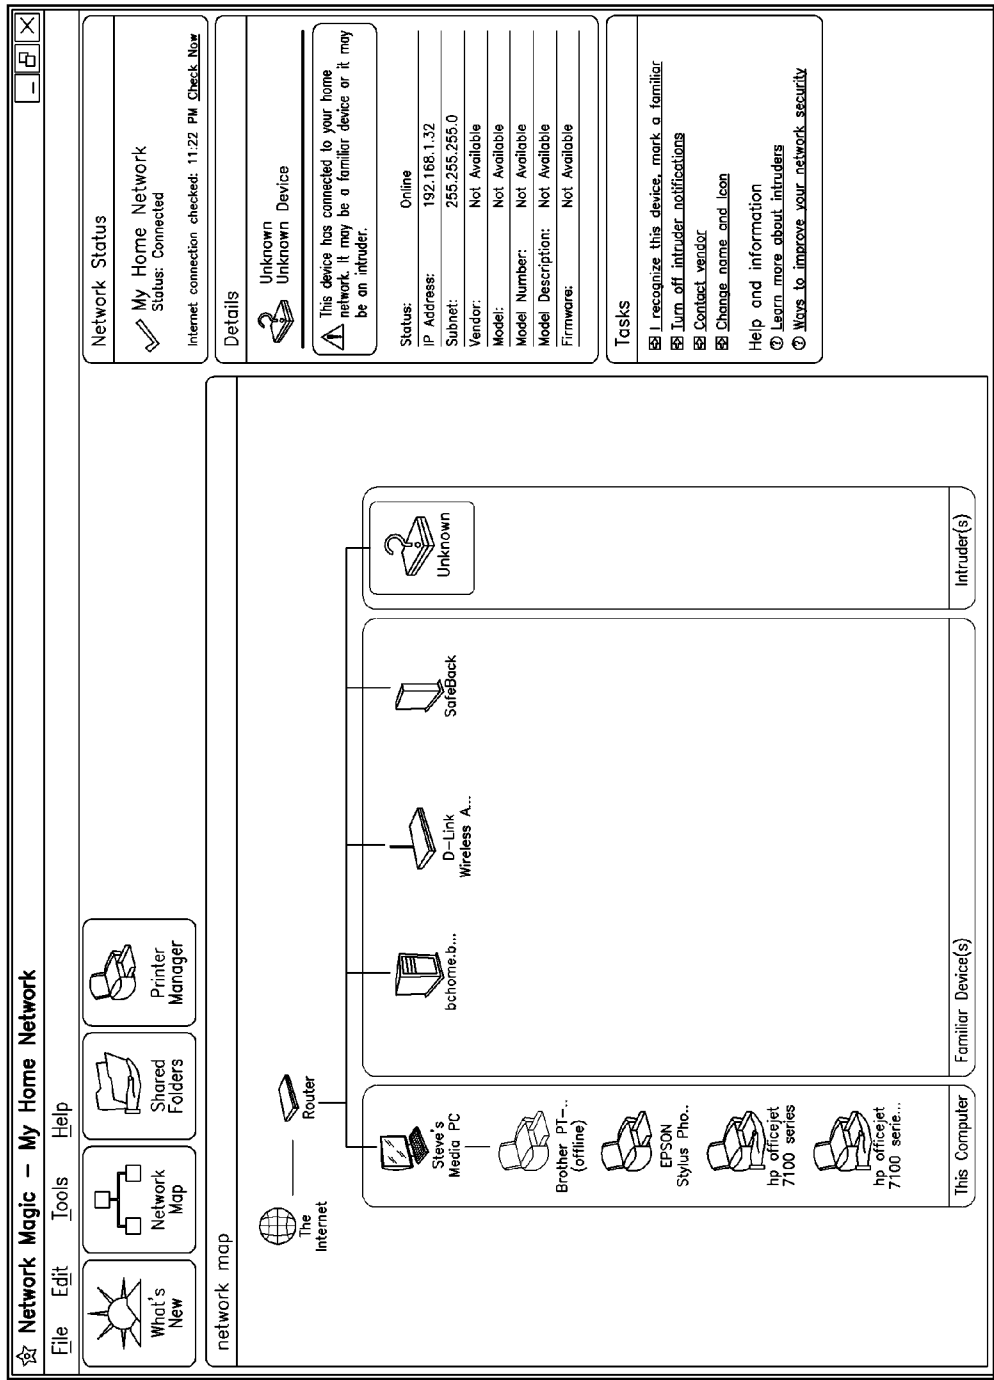 Network Magic – My Home Network
File Edit Tools Help
What's
New
Network
Map
Shared
Folders
Printer
Manager
network map
The
Internet
Router
Steve's
Media PC
Brother PT–..
(offline)
EPSON
Stylus Pho..
hp officejet
7100 series
hp officejet
7100 serie...
This Computer
bchome.b...
D–Link
Wireless A...
SafeBack
Familiar Device(s)
Unknown
Intruder(s)
Network Status
My Home Network
Status: Connected
Internet connection checked: 11:22 PM Check Now
Details
Unknown
Unknown Device
This device has connected to your home
network. It may be a familiar device or it may
be an intruder.
Status: Online
IP Address: 192.168.1.32
Subnet: 255.255.255.0
Vendor: Not Available
Model: Not Available
Model Number: Not Available
Model Description: Not Available
Firmware: Not Available
Tasks
I recognize this device, mark a familiar
Turn off intruder notifications
Contact vendor
Change name and Icon
Help and information
Learn more about intruders
Ways to improve your network security